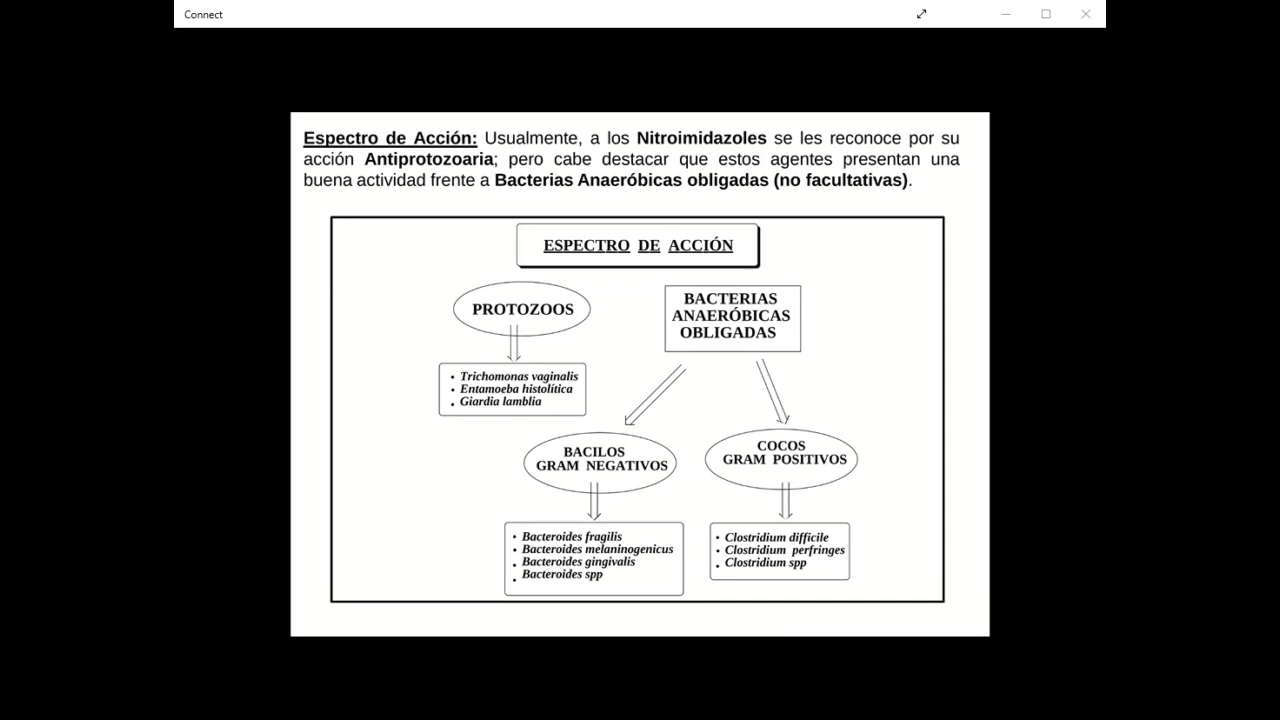 Connect
Espectro de Acción: Usualmente, a los Nitroimidazoles se les reconoce por su
acción Antiprotozoaria; pero cabe destacar que estos agentes presentan una
buena actividad frente a Bacterias Anaeróbicas obligadas (no facultativas).
ESPECTRO DE ACCIÓN
PROTOZOOS
• Trichomonas vaginalis
• Entamoeba histolítica
• Giardia lamblia
BACTERIAS
ANAERÓBICAS
OBLIGADAS
BACILOS
GRAM NEGATIVOS
• Bacteroides fragilis
• Bacteroides melaninogenicus
• Bacteroides gingivalis
• Bacteroides spp
COCOS
GRAM POSITIVOS
• Clostridium difficile
• Clostridium perfringes
• Clostridium spp